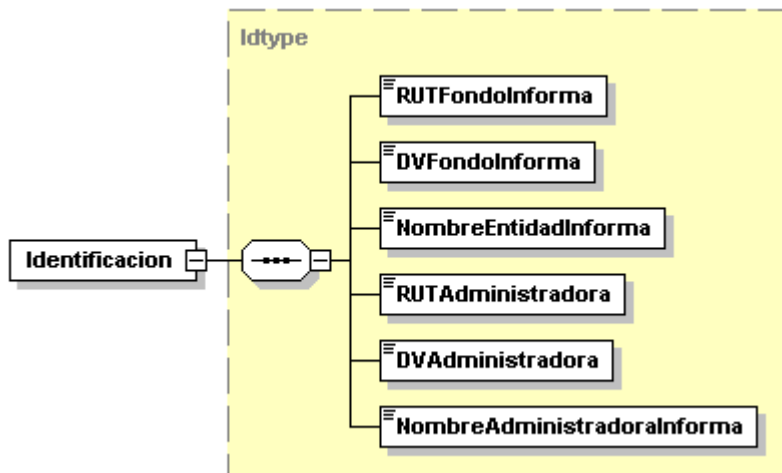 Idtype
RUTFondoInforma
DVFondoInforma
NombreEntidadInforma
Identificacion
RUTAdministradora
DVAdministradora
NombreAdministradoraInforma